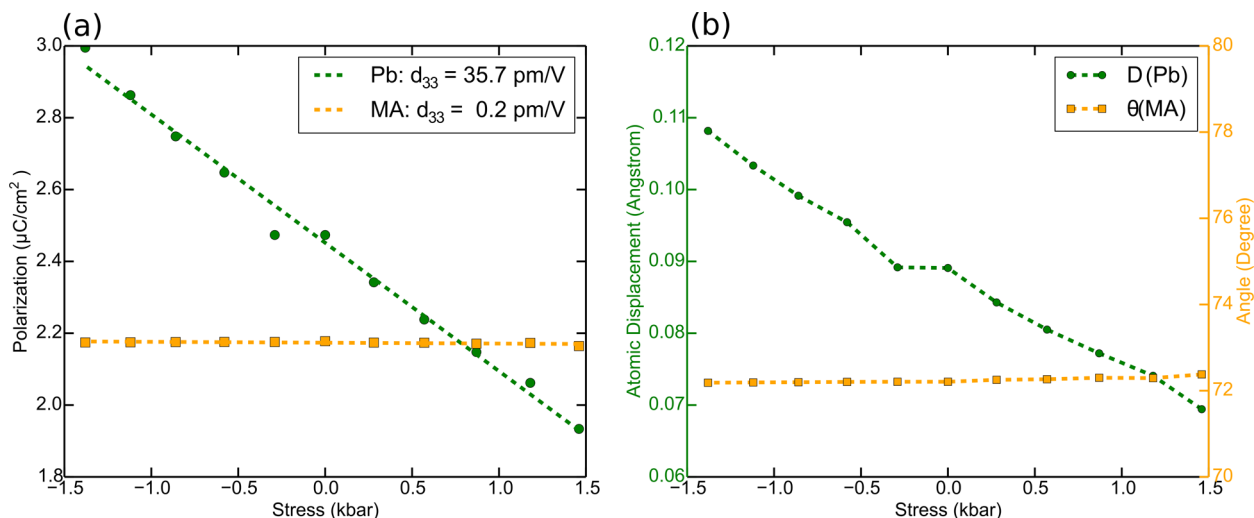 (a)
3.0
2.8
2.6
2.4
2.2
2.0
1.8
Polarization (μC/cm²)
Pb: d₃₃ = 35.7 pm/V
MA: d₃₃ = 0.2 pm/V
−1.5 −1.0 −0.5 0.0 0.5 1.0 1.5
Stress (kbar)
(b)
0.12
0.11
0.10
0.09
0.08
0.07
0.06
Atomic Displacement (Angstrom)
D(Pb)
θ(MA)
80
78
76
74
72
70
Angle (Degree)
−1.5 −1.0 −0.5 0.0 0.5 1.0 1.5
Stress (kbar)